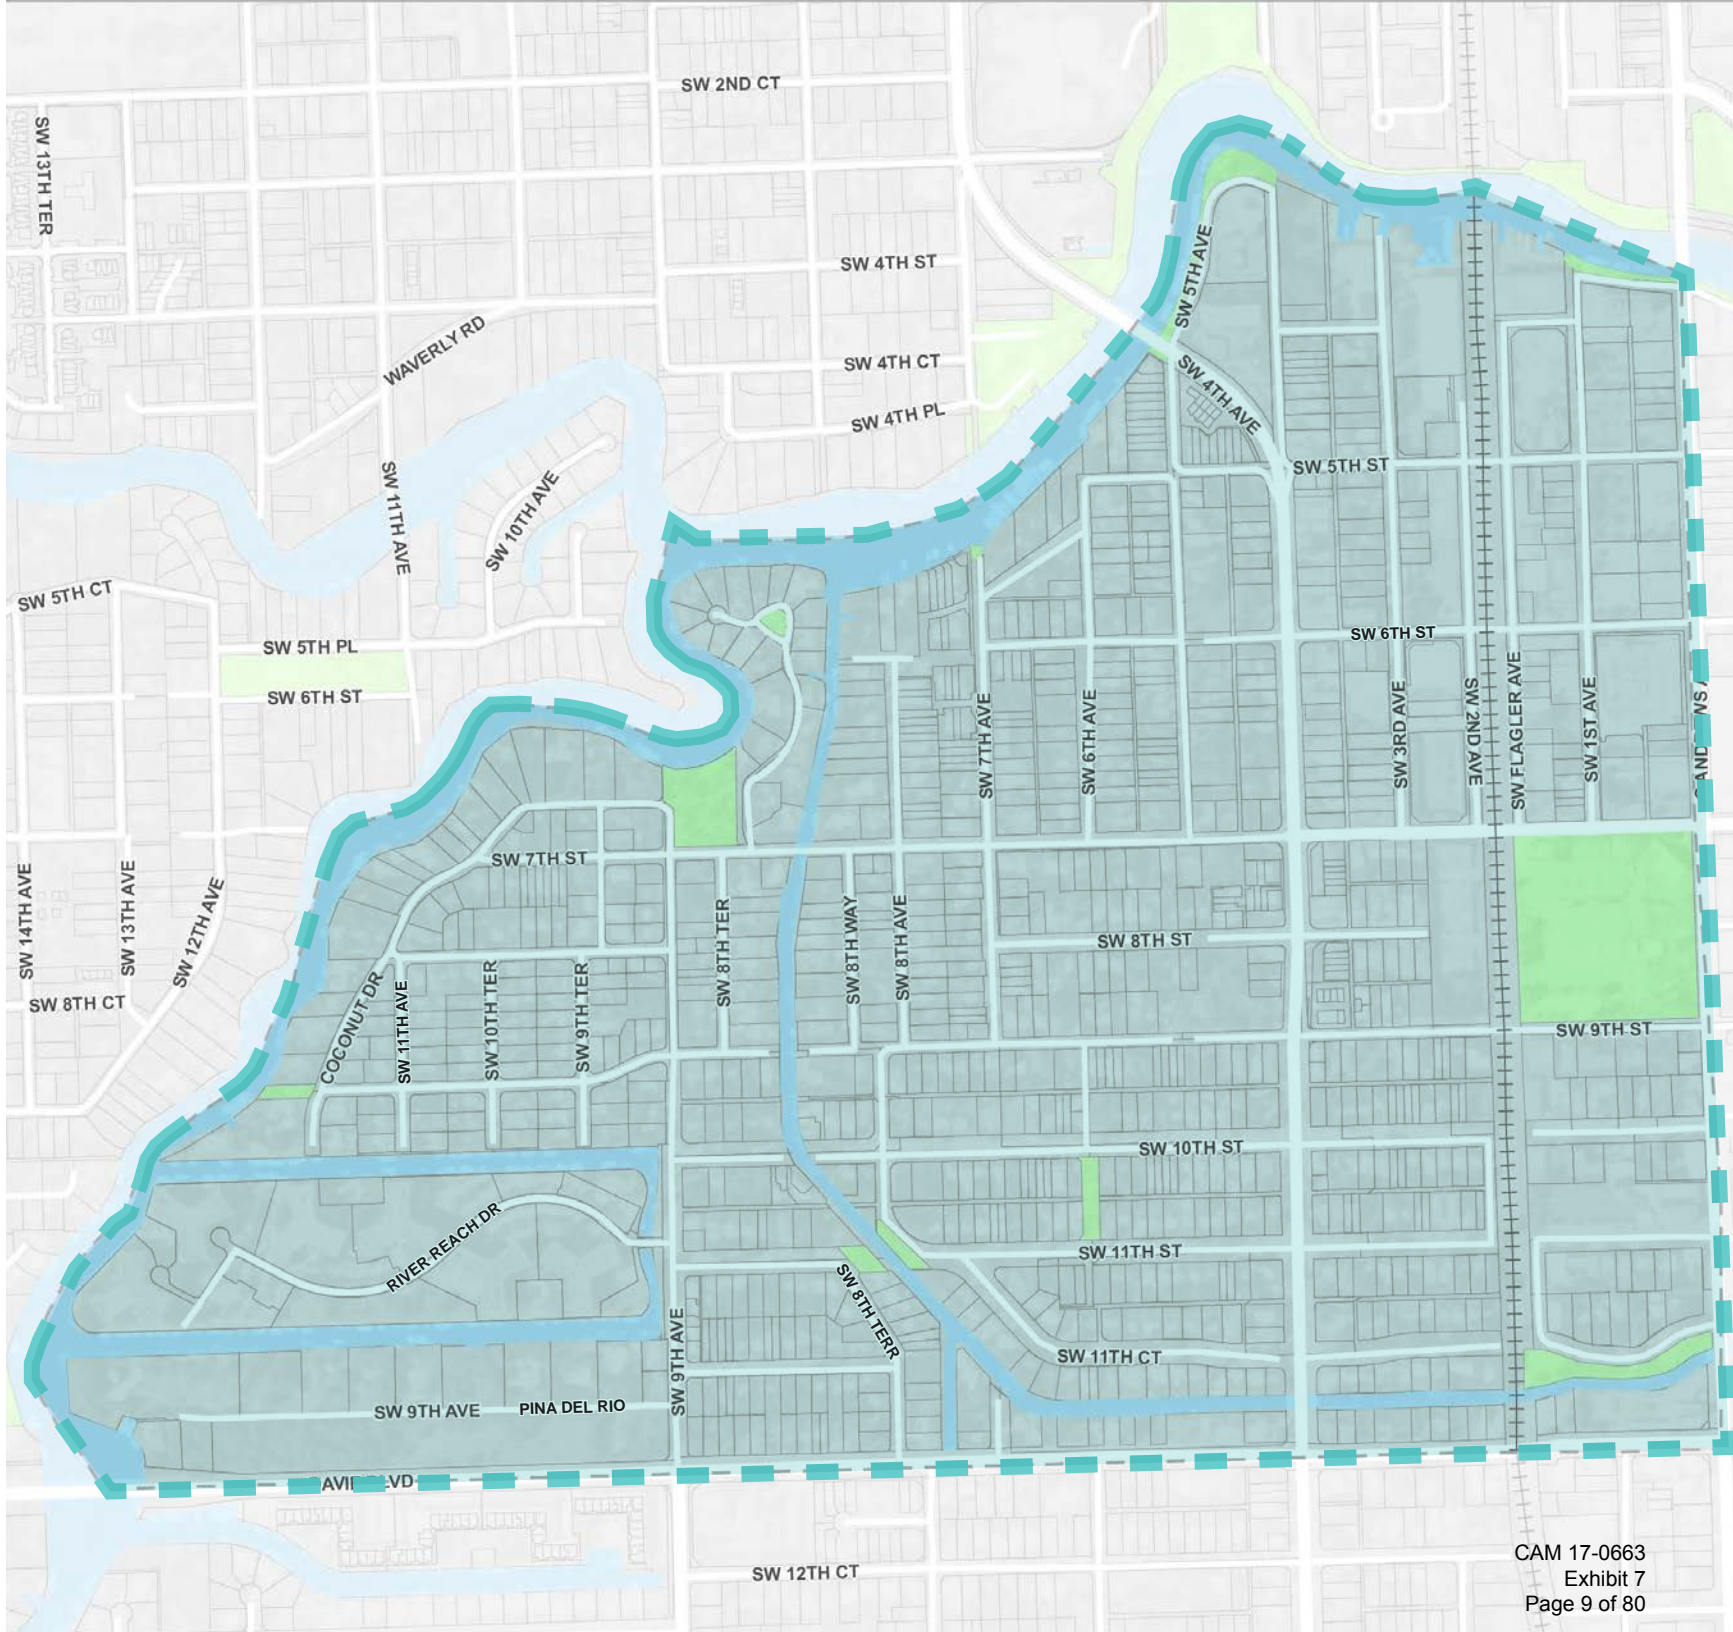 SW 2ND CT
SW 13TH TER
SW 4TH ST
SW 5TH AVE
WAVERLY RD
SW 4TH CT
SW 4TH AVE
SW 4TH PL
SW 5TH ST
SW 11TH AVE
SW 10TH AVE
SW 5TH CT
SW 6TH ST
SW 5TH PL
SW 6TH ST
SW 7TH AVE
SW 6TH AVE
SW 3RD AVE
SW 2ND AVE
SW FLAGLER AVE
SW 1ST AVE
SW 7TH ST
SW 14TH AVE
SW 13TH AVE
SW 12TH AVE
SW 8TH TER
SW 8TH WAY
SW 8TH AVE
SW 8TH ST
SW 8TH CT
COCONUT DR
SW 11TH AVE
SW 10TH TER
SW 9TH TER
SW 9TH ST
SW 10TH ST
RIVER REACH DR
SW 11TH ST
SW 8TH TERR
SW 9TH AVE
SW 11TH CT
SW 9TH AVE
PINA DEL RIO
SW 12TH CT
CAM 17-0663
Exhibit 7
Page 9 of 80